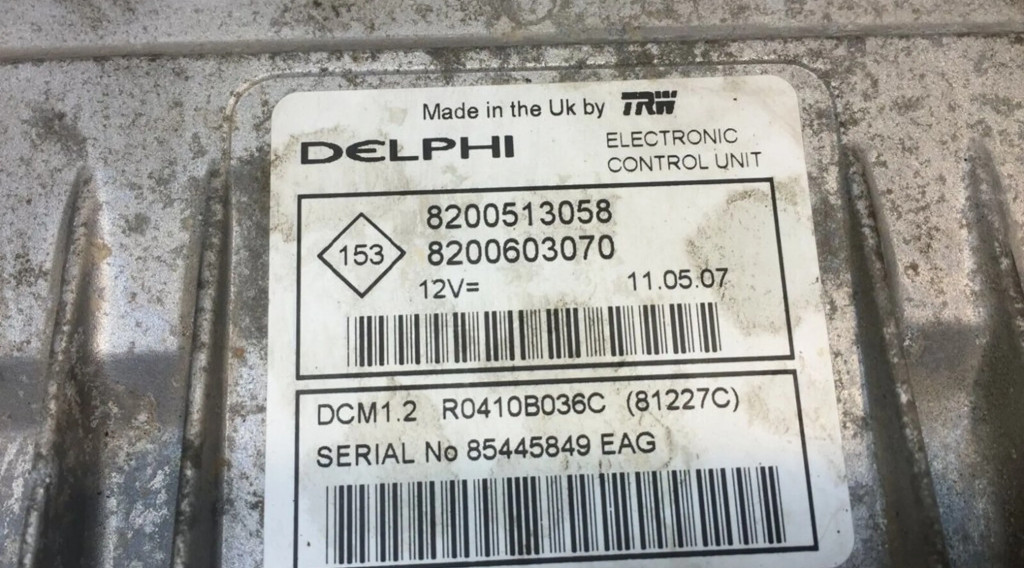 Made in the Uk by TRW
DELPHI
ELECTRONIC
CONTROL UNIT
153
8200513058
8200603070
12V=
11.05.07
DCM1.2 R0410B036C (81227C)
SERIAL No 85445849 EAG